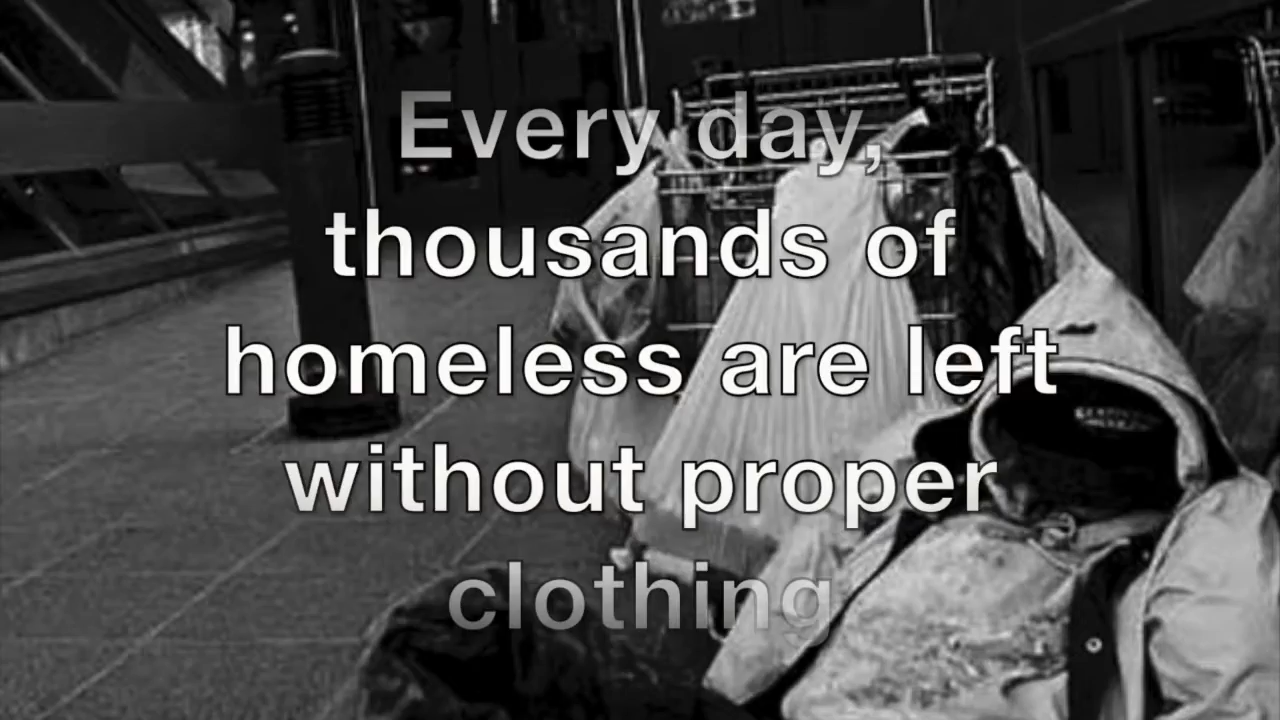 Every day,
thousands of
homeless are left
without proper
clothing